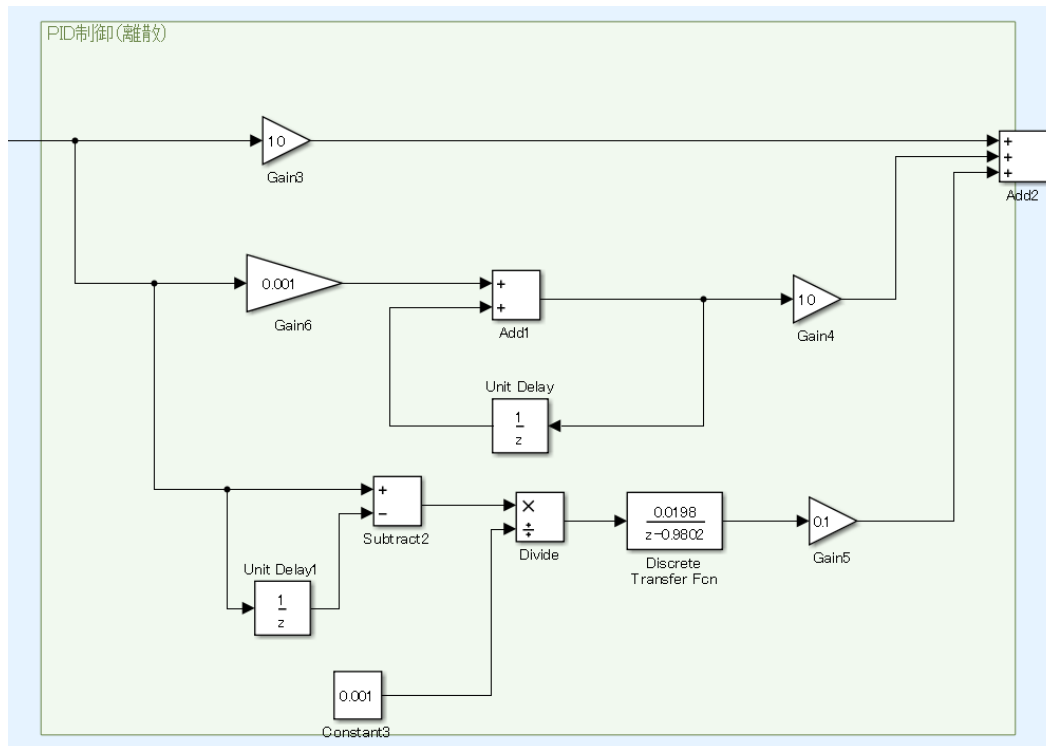 PID制御(離散)
10
Gain3
+
+
+
Add2
0.001
Gain6
+
+
Add1
10
Gain4
Unit Delay
1
z
+
−
Subtract2
×
÷
Divide
0.0198
z-0.9802
Discrete
Transfer Fcn
0.1
Gain5
Unit Delay1
1
z
0.001
Constant3